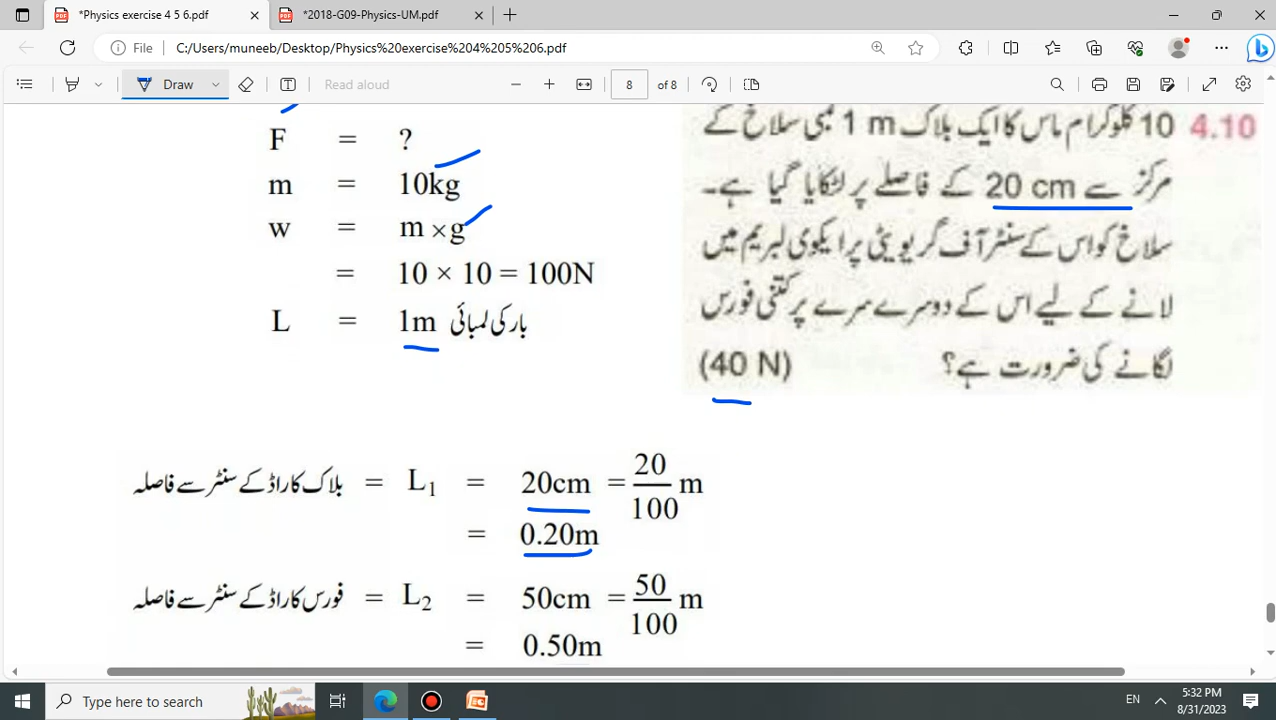 *Physics exercise 4 5 6.pdf
*2018-G09-Physics-UM.pdf
File C:/Users/muneeb/Desktop/Physics%20exercise%204%205%206.pdf
Draw Read aloud 8 of 8
F = ?
m = 10kg
w = m ×g
= 10 × 10 = 100N
L = 1m بار کی لمبائی
4.10 10 کلوگرام ماس کا ایک بلاک 1 m لمبی سلاخ کے
مرکز سے 20 cm کے فاصلے پر لٹکایا گیا ہے۔
سلاخ کو اس کے سنٹر آف گریویٹی پر ایکوی لبریم میں
لانے کے لیے اس کے دوسرے سرے پر کتنی فورس
لگانے کی ضرورت ہے؟ (40 N)
بلاک کا راڈ کے سنٹر سے فاصلہ = L₁ = 20cm = 20/100 m
= 0.20m
فورس کا راڈ کے سنٹر سے فاصلہ = L₂ = 50cm = 50/100 m
= 0.50m
Type here to search
EN 5:32 PM
8/31/2023